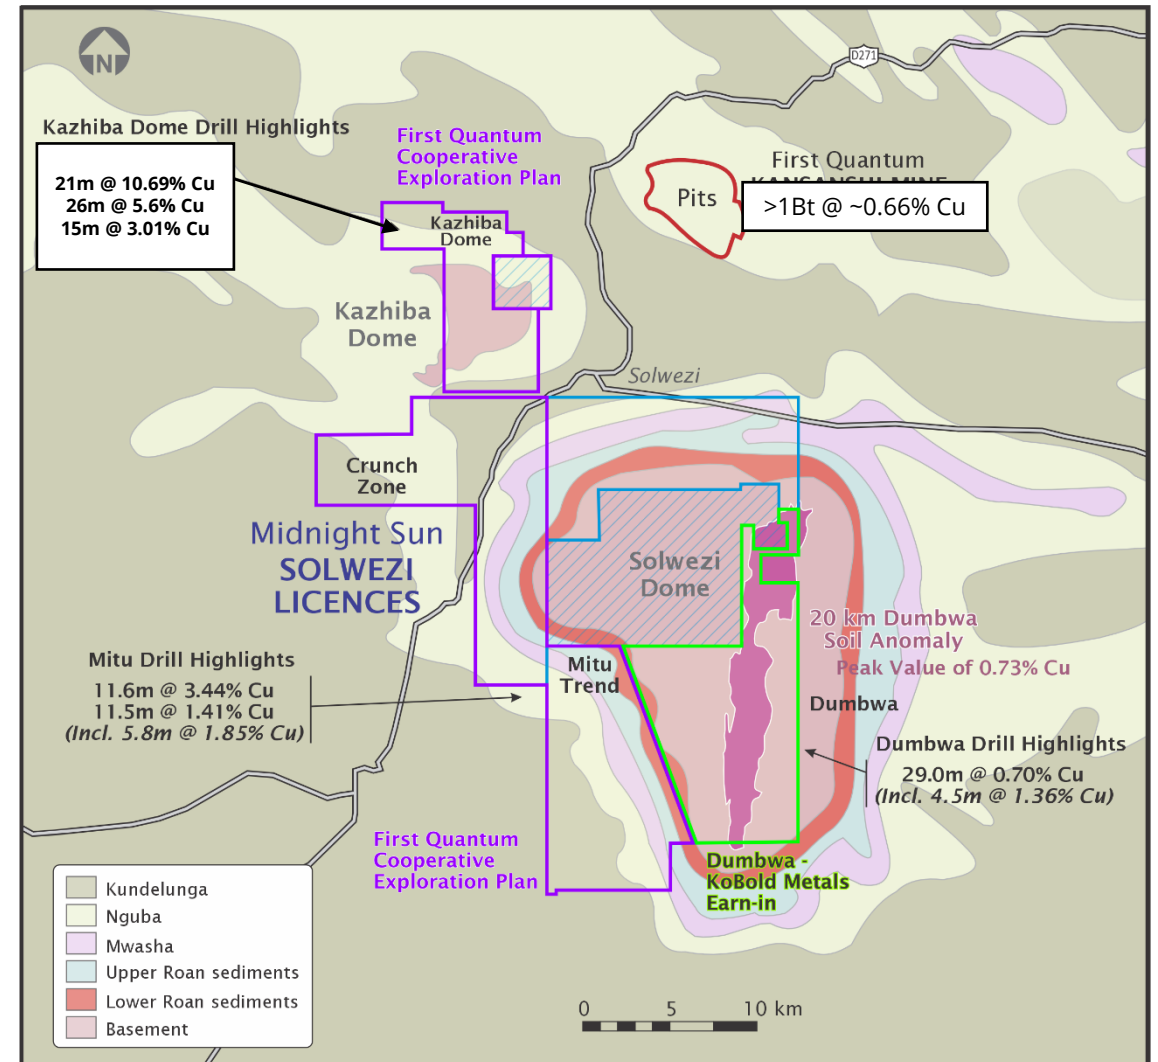 N
D271
Kazhiba Dome Drill Highlights
21m @ 10.69% Cu
26m @ 5.6% Cu
15m @ 3.01% Cu
First Quantum
Cooperative
Exploration Plan
Kazhiba
Dome
Kazhiba
Dome
Pits
First Quantum
KANSANSHI MINE
>1Bt @ ~0.66% Cu
Solwezi
Crunch
Zone
Midnight Sun
SOLWEZI
LICENCES
Solwezi
Dome
20 km Dumbwa
Soil Anomaly
Peak Value of 0.73% Cu
Mitu Drill Highlights
11.6m @ 3.44% Cu
11.5m @ 1.41% Cu
(Incl. 5.8m @ 1.85% Cu)
Mitu
Trend
Dumbwa
Dumbwa Drill Highlights
29.0m @ 0.70% Cu
(Incl. 4.5m @ 1.36% Cu)
First Quantum
Cooperative
Exploration Plan
Dumbwa -
KoBold Metals
Earn-in
Kundelunga
Nguba
Mwasha
Upper Roan sediments
Lower Roan sediments
Basement
0 5 10 km